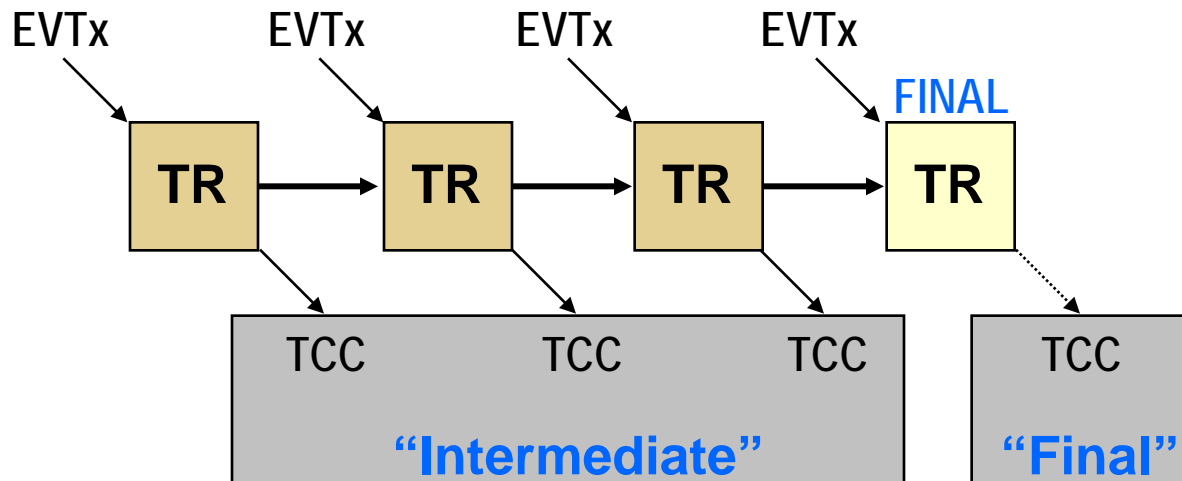 EVTx EVTx EVTx EVTx
FINAL
TR TR TR TR
TCC TCC TCC TCC
“Intermediate” “Final”